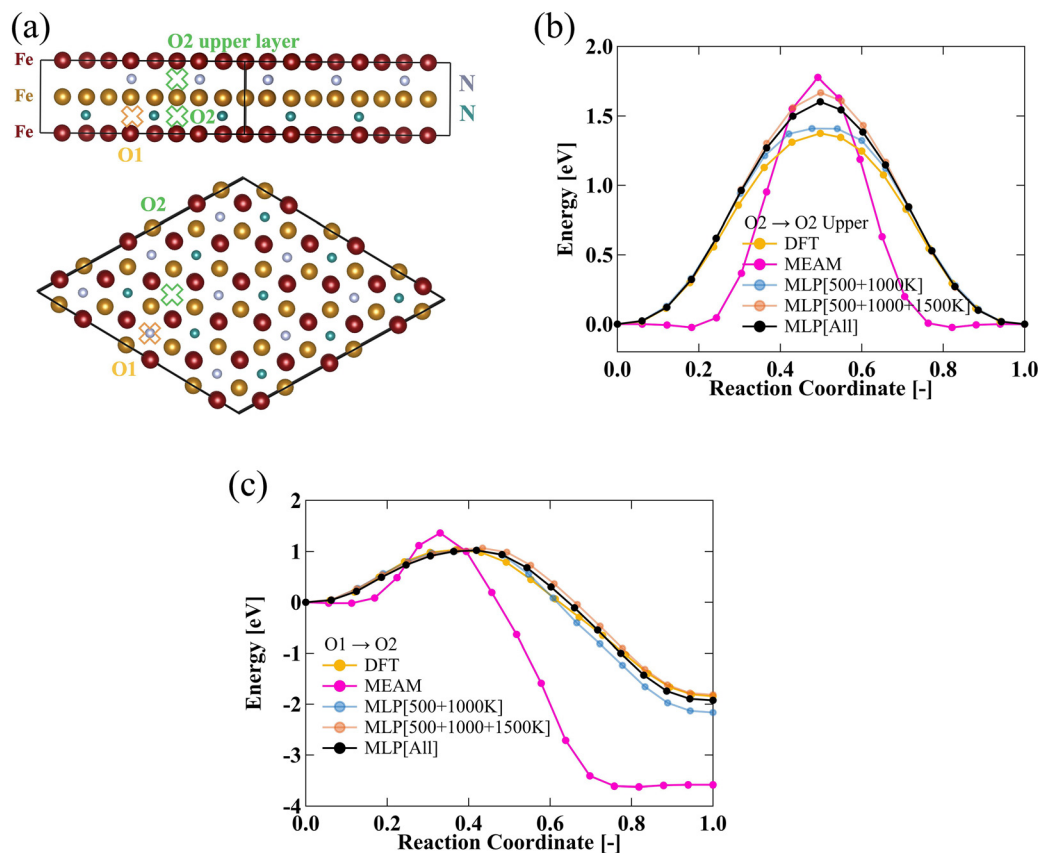 (a)
O2 upper layer
Fe
N
Fe
O2
N
Fe
O1
O2
O1
(b)
2.0
1.5
1.0
0.5
0.0
Energy [eV]
O2 → O2 Upper
DFT
MEAM
MLP[500+1000K]
MLP[500+1000+1500K]
MLP[All]
0.0 0.2 0.4 0.6 0.8 1.0
Reaction Coordinate [-]
(c)
2
1
0
-1
-2
-3
-4
Energy [eV]
O1 → O2
DFT
MEAM
MLP[500+1000K]
MLP[500+1000+1500K]
MLP[All]
0.0 0.2 0.4 0.6 0.8 1.0
Reaction Coordinate [-]